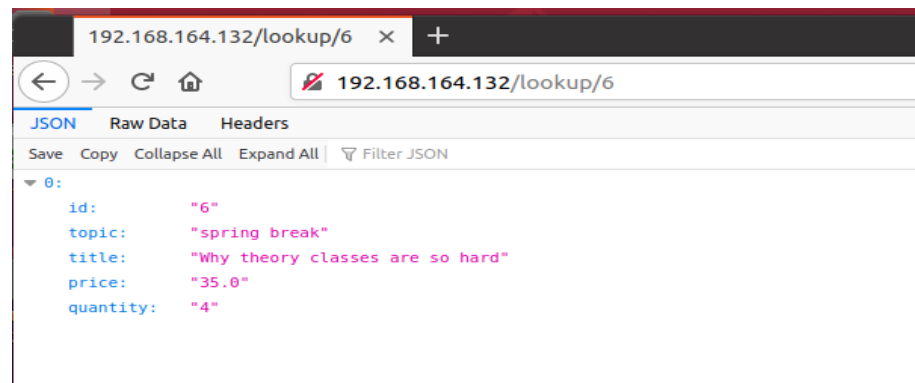 192.168.164.132/lookup/6 × +
192.168.164.132/lookup/6
JSON Raw Data Headers
Save Copy Collapse All Expand All Filter JSON
0:
id: "6"
topic: "spring break"
title: "Why theory classes are so hard"
price: "35.0"
quantity: "4"